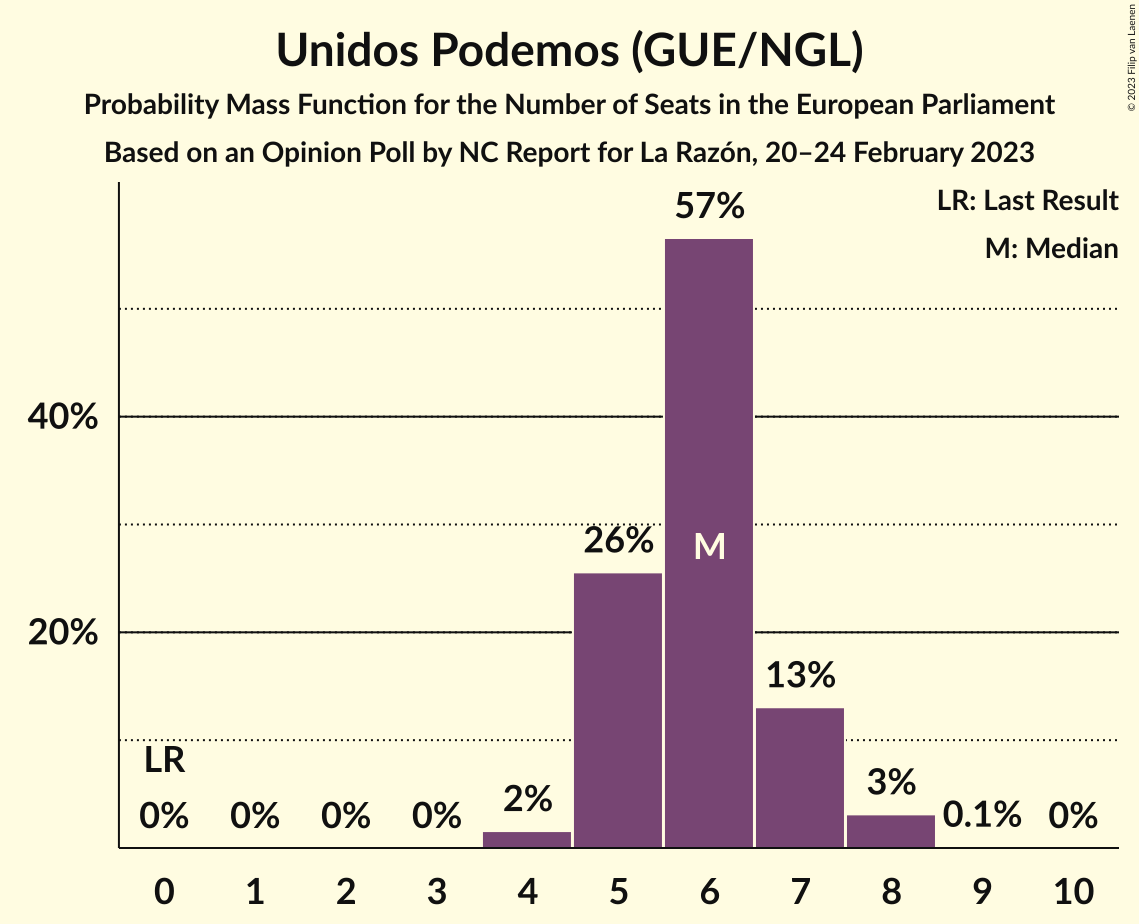 Unidos Podemos (GUE/NGL)
Probability Mass Function for the Number of Seats in the European Parliament
Based on an Opinion Poll by NC Report for La Razón, 20–24 February 2023
© 2023 Filip van Laenen
LR: Last Result
M: Median
57%
40%
26%
M
20%
13%
LR
0%
0%
0%
0%
2%
3%
0.1%
0%
0 1 2 3 4 5 6 7 8 9 10